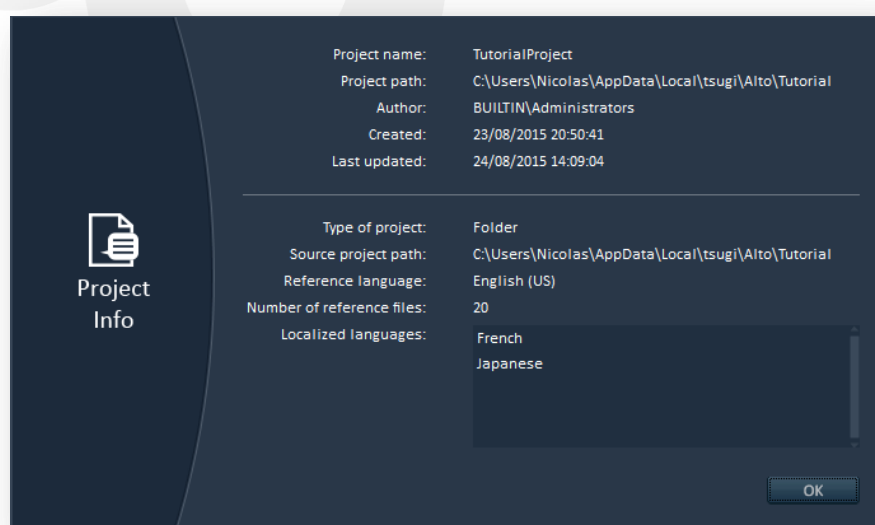 Project name: TutorialProject
Project path: C:\Users\Nicolas\AppData\Local\tsugi\Alto\Tutorial
Author: BUILTIN\Administrators
Created: 23/08/2015 20:50:41
Last updated: 24/08/2015 14:09:04
Project
Info
Type of project: Folder
Source project path: C:\Users\Nicolas\AppData\Local\tsugi\Alto\Tutorial
Reference language: English (US)
Number of reference files: 20
Localized languages: French
Japanese
OK